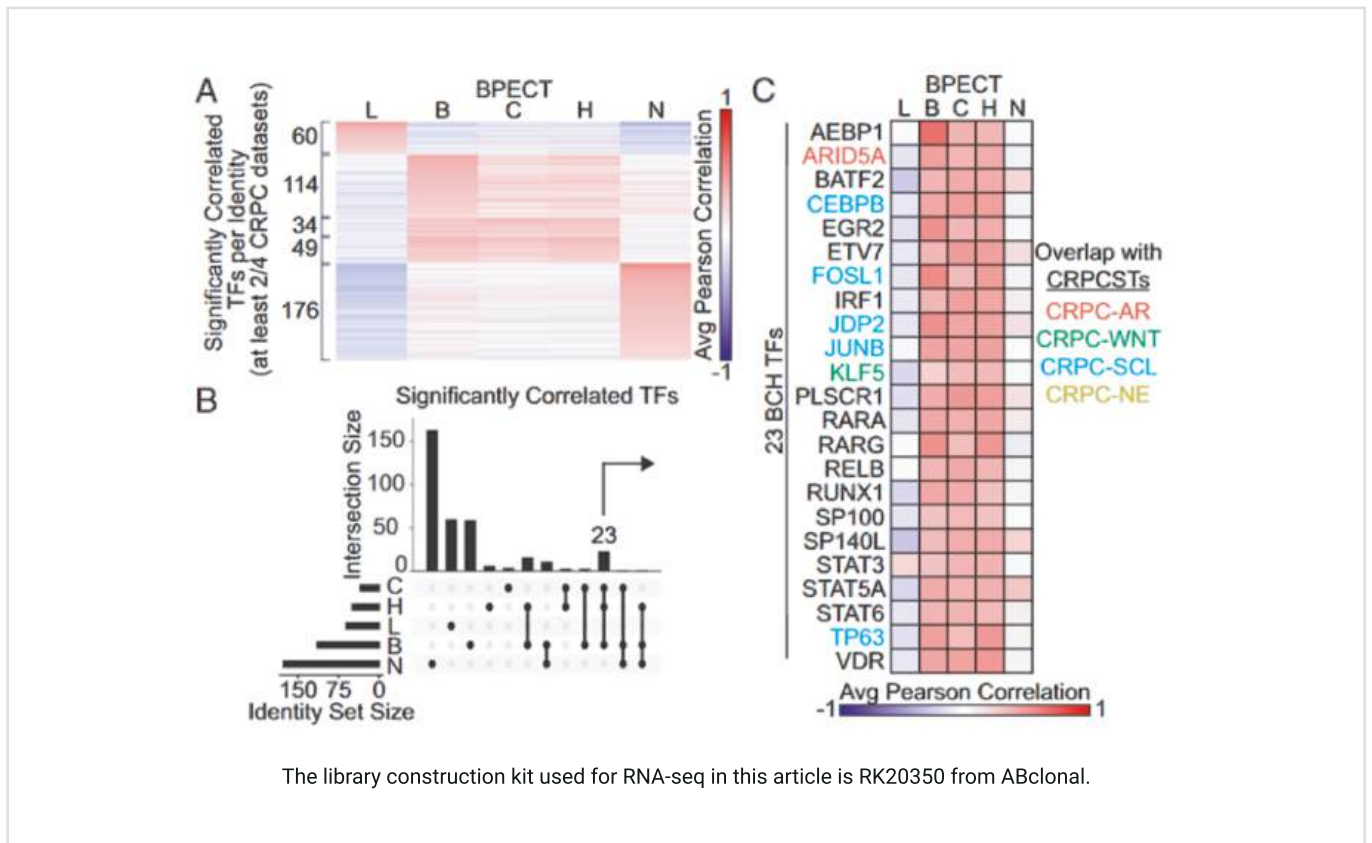 A
BPECT
L B C H N
Significantly Correlated
TFs per Identity
(at least 2/4 CRPC datasets)
60
114
34
49
176
1
Avg Pearson Correlation
-1
B
Significantly Correlated TFs
Intersection Size
150
100
50
0
23
C
H
L
B
N
150 75 0
Identity Set Size
C
BPECT
L B C H N
23 BCH TFs
AEBP1
ARID5A
BATF2
CEBPB
EGR2
ETV7
FOSL1
IRF1
JDP2
JUNB
KLF5
PLSCR1
RARA
RARG
RELB
RUNX1
SP100
SP140L
STAT3
STAT5A
STAT6
TP63
VDR
Overlap with
CRPCSTs
CRPC-AR
CRPC-WNT
CRPC-SCL
CRPC-NE
Avg Pearson Correlation
-1 1
The library construction kit used for RNA-seq in this article is RK20350 from ABclonal.